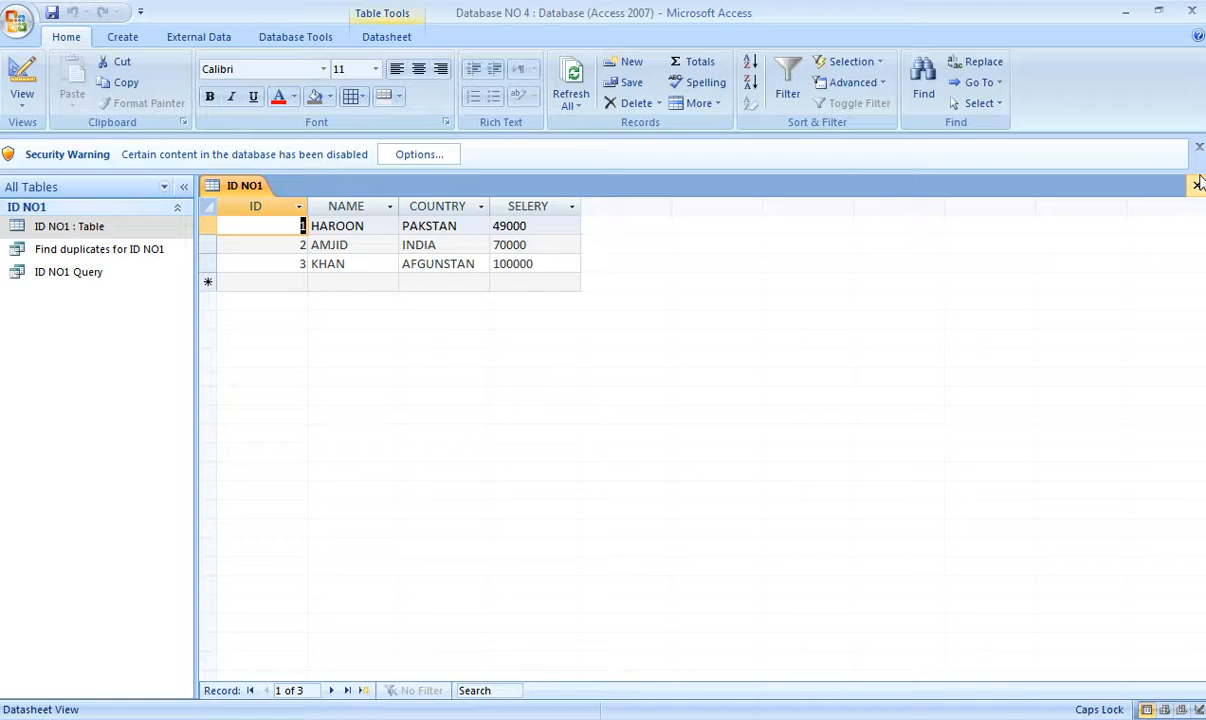 Table Tools Database NO 4 : Database (Access 2007) - Microsoft Access
Home Create External Data Database Tools Datasheet
View
Views
Paste
Cut
Copy
Format Painter
Clipboard
Calibri 11
B I U A
Font
Rich Text
Refresh
All
New
Save
Delete
Σ Totals
Spelling
More
Records
Filter
Selection
Advanced
Toggle Filter
Sort & Filter
Find
Replace
Go To
Select
Find
Security Warning Certain content in the database has been disabled Options...
All Tables
ID NO1
ID NO1 : Table
Find duplicates for ID NO1
ID NO1 Query
ID NO1
ID NAME COUNTRY SELERY
1 HAROON PAKSTAN 49000
2 AMJID INDIA 70000
3 KHAN AFGUNSTAN 100000
Record: 1 of 3 No Filter Search
Datasheet View Caps Lock